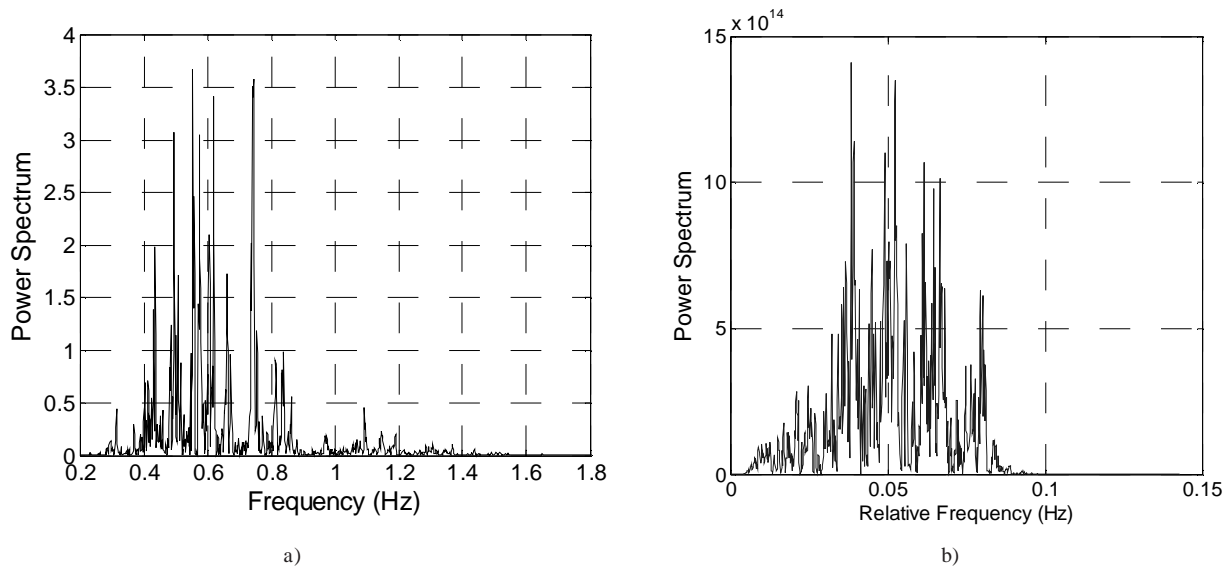 4
3.5
3
2.5
2
1.5
1
0.5
0
0.2 0.4 0.6 0.8 1 1.2 1.4 1.6 1.8
Power Spectrum
Frequency (Hz)
a)
x 10^14
15
10
5
0
0 0.05 0.1 0.15
Power Spectrum
Relative Frequency (Hz)
b)